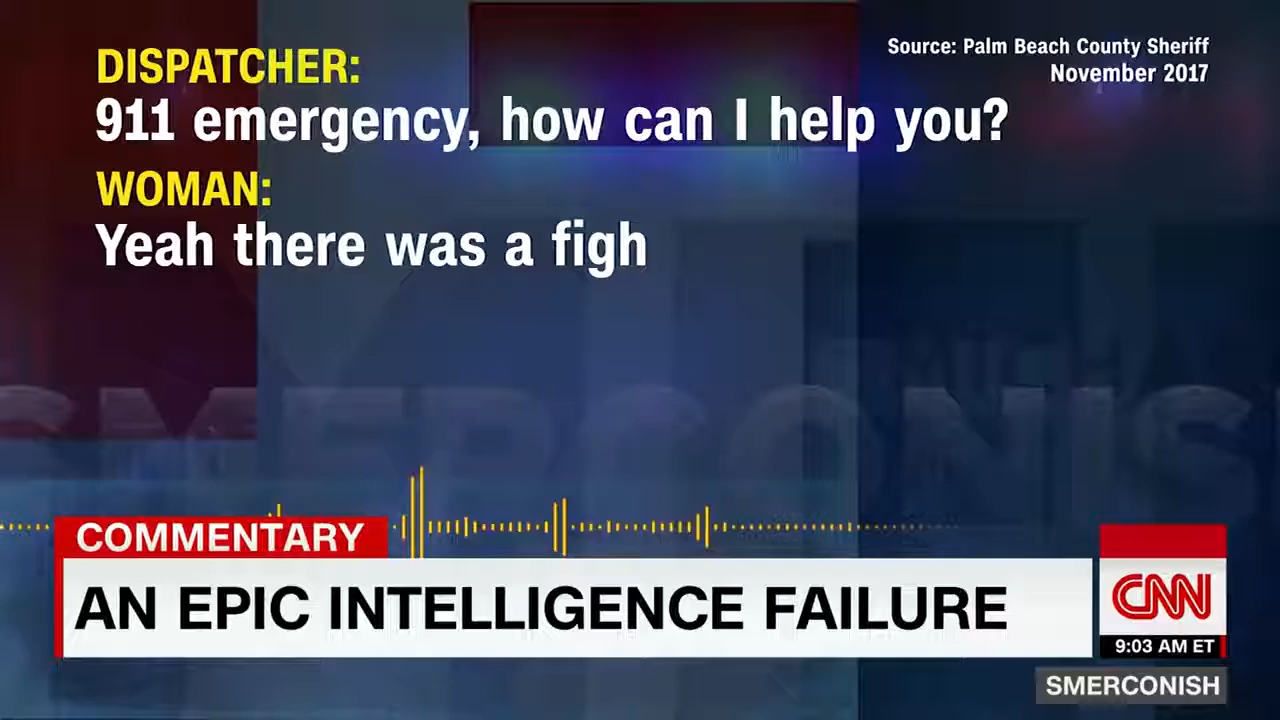 DISPATCHER:
Source: Palm Beach County Sheriff
November 2017
911 emergency, how can I help you?
WOMAN:
Yeah there was a figh
SMERCONIS
COMMENTARY
AN EPIC INTELLIGENCE FAILURE
CNN
9:03 AM ET
SMERCONISH